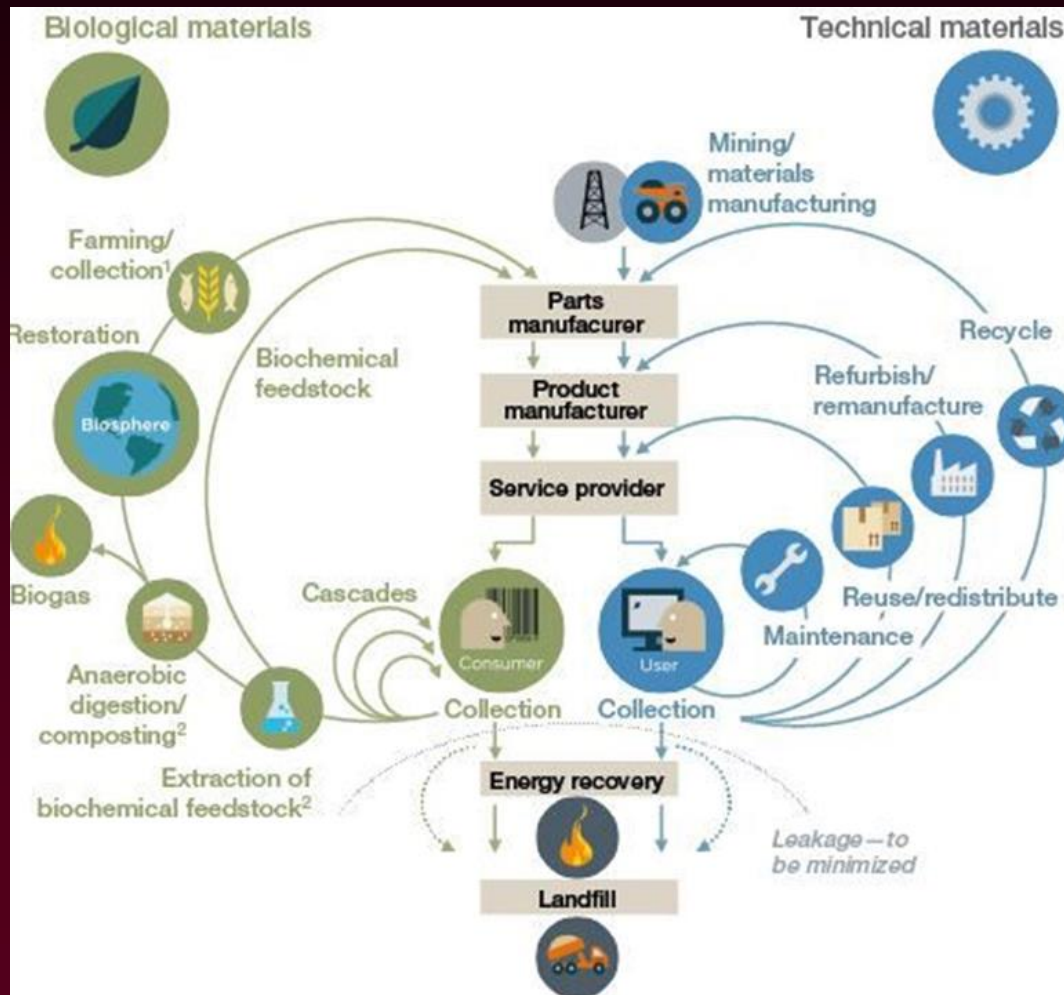 Biological materials
Technical materials
Mining/
materials
manufacturing
Farming/
collection¹
Restoration
Biosphere
Biochemical
feedstock
Parts
manufacurer
Recycle
Product
manufacturer
Refurbish/
remanufacture
Service provider
Biogas
Cascades
Consumer
User
Reuse/redistribute
Maintenance
Anaerobic
digestion/
composting²
Collection
Collection
Extraction of
biochemical feedstock²
Energy recovery
Leakage—to
be minimized
Landfill